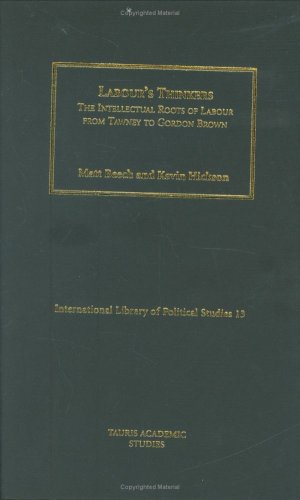 LABOUR'S THINKERS
THE INTELLECTUAL ROOTS OF LABOUR
FROM TAWNEY TO GORDON BROWN
Matt Beech and Kevin Hickson
International Library of Political Studies 13
TAURIS ACADEMIC
STUDIES